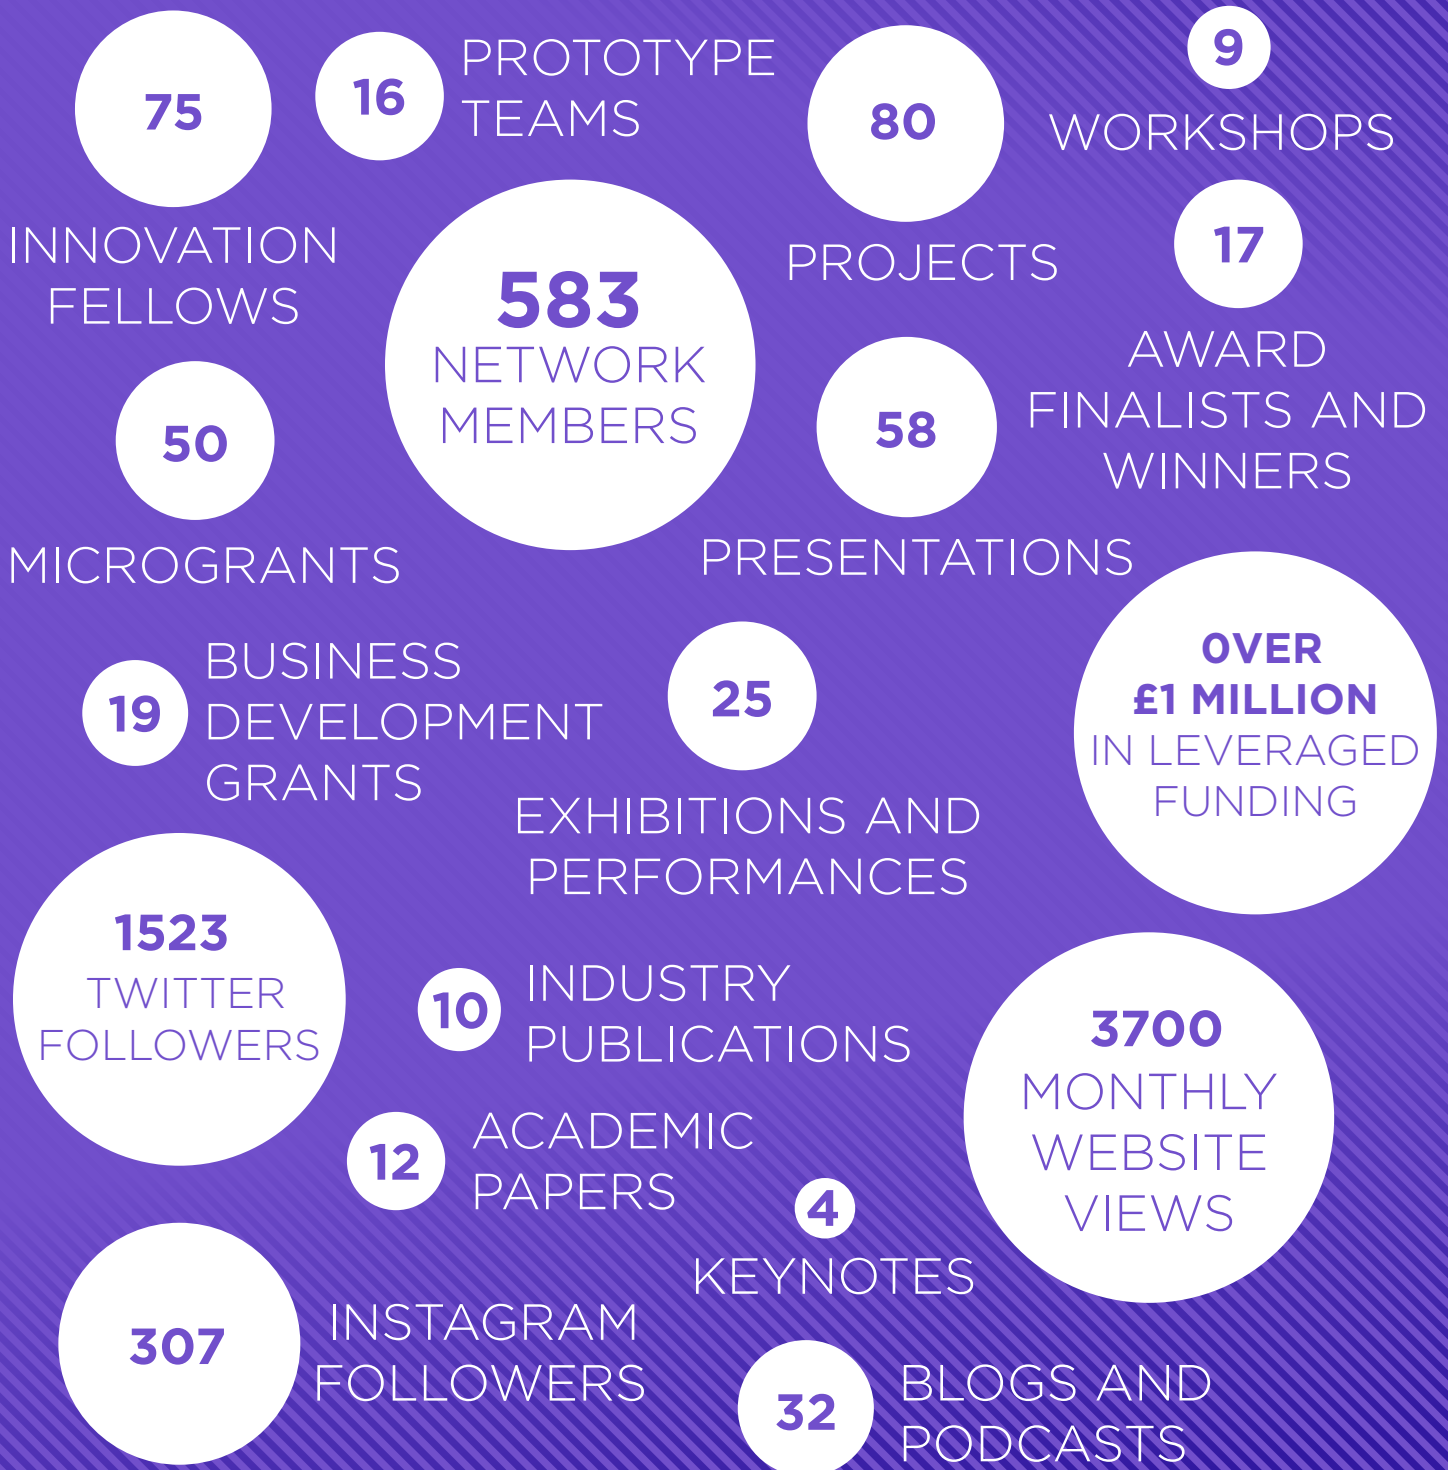 75
INNOVATION
FELLOWS
16
PROTOTYPE
TEAMS
80
PROJECTS
9
WORKSHOPS
583
NETWORK
MEMBERS
17
AWARD
FINALISTS AND
WINNERS
50
MICROGRANTS
58
PRESENTATIONS
19
BUSINESS
DEVELOPMENT
GRANTS
25
EXHIBITIONS AND
PERFORMANCES
0VER
£1 MILLION
IN LEVERAGED
FUNDING
1523
TWITTER
FOLLOWERS
10
INDUSTRY
PUBLICATIONS
3700
MONTHLY
WEBSITE
VIEWS
12
ACADEMIC
PAPERS
4
KEYNOTES
307
INSTAGRAM
FOLLOWERS
32
BLOGS AND
PODCASTS